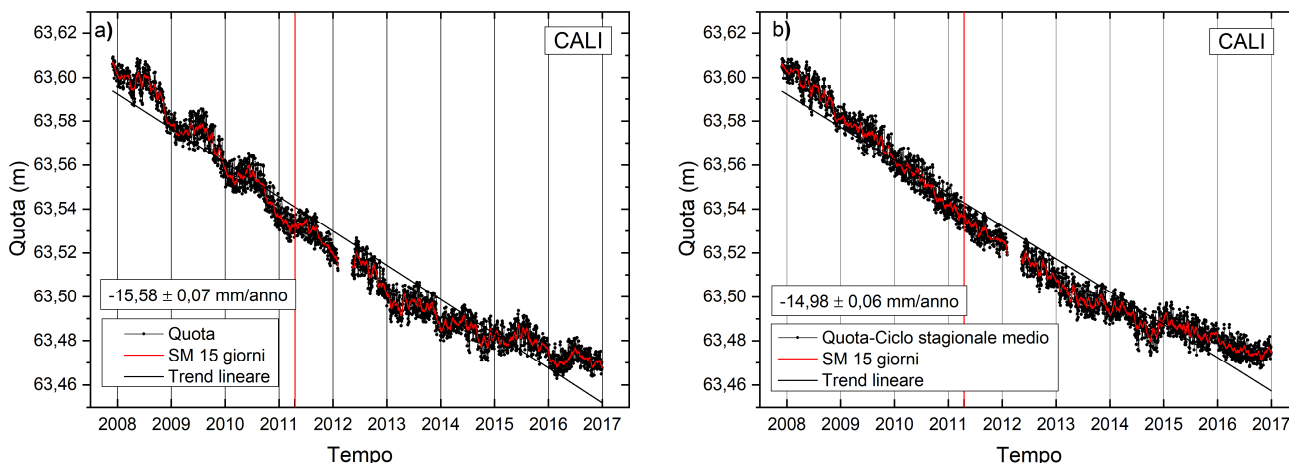 a)
CALI
63,62
63,60
63,58
63,56
63,54
63,52
63,50
63,48
63,46
Quota (m)
-15,58 ± 0,07 mm/anno
Quota
SM 15 giorni
Trend lineare
2008 2009 2010 2011 2012 2013 2014 2015 2016 2017
Tempo
b)
CALI
63,62
63,60
63,58
63,56
63,54
63,52
63,50
63,48
63,46
Quota (m)
-14,98 ± 0,06 mm/anno
Quota-Ciclo stagionale medio
SM 15 giorni
Trend lineare
2008 2009 2010 2011 2012 2013 2014 2015 2016 2017
Tempo